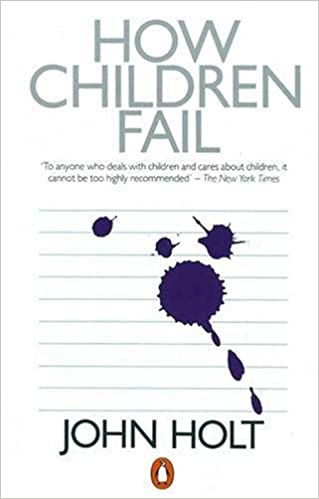 HOW
CHILDREN
FAIL
'To anyone who deals with children and cares about children, it
cannot be too highly recommended' – The New York Times
JOHN HOLT